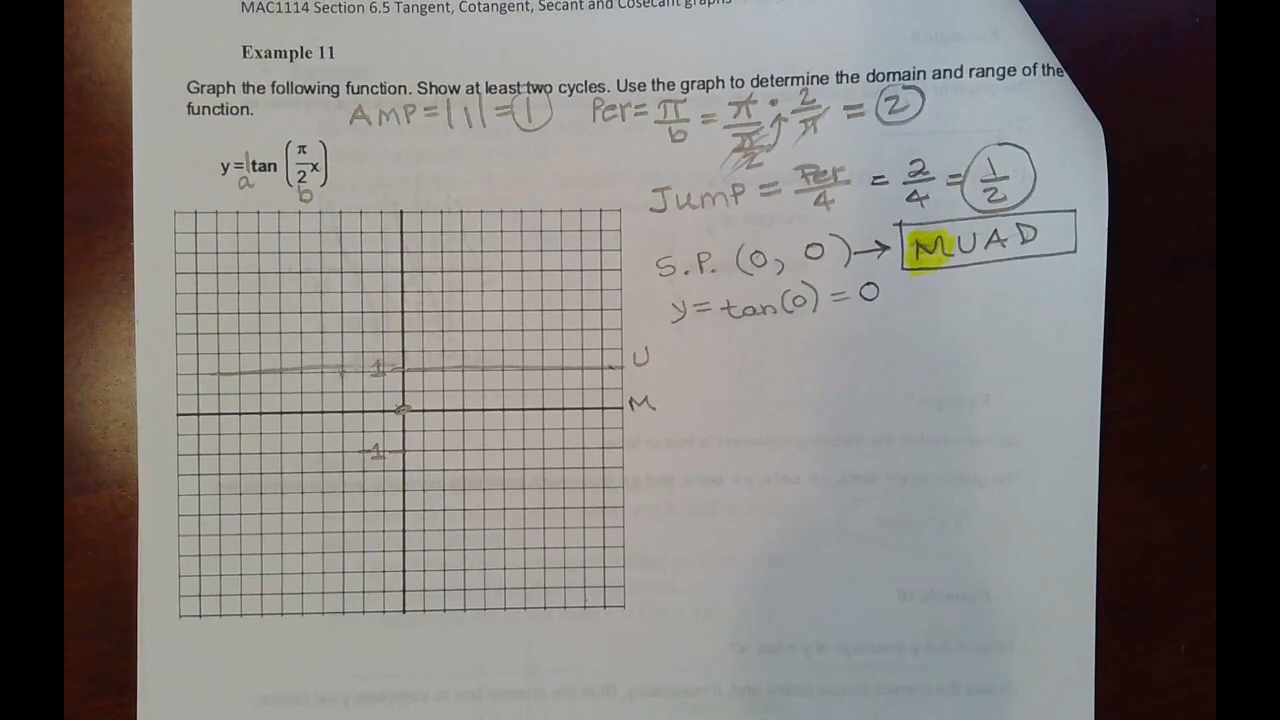 MAC1114 Section 6.5 Tangent, Cotangent, Secant and Cosecant graphs
Example 11
Graph the following function. Show at least two cycles. Use the graph to determine the domain and range of the
function.
AMP = |1| = 1 Per = π/b = π/(π/2) · 2/π = 2
y = 1tan (π/2 x)
a b
Jump = Per/4 = 2/4 = 1/2
S.P. (0, 0) → MUAD
y = tan(0) = 0
1 U
M
-1